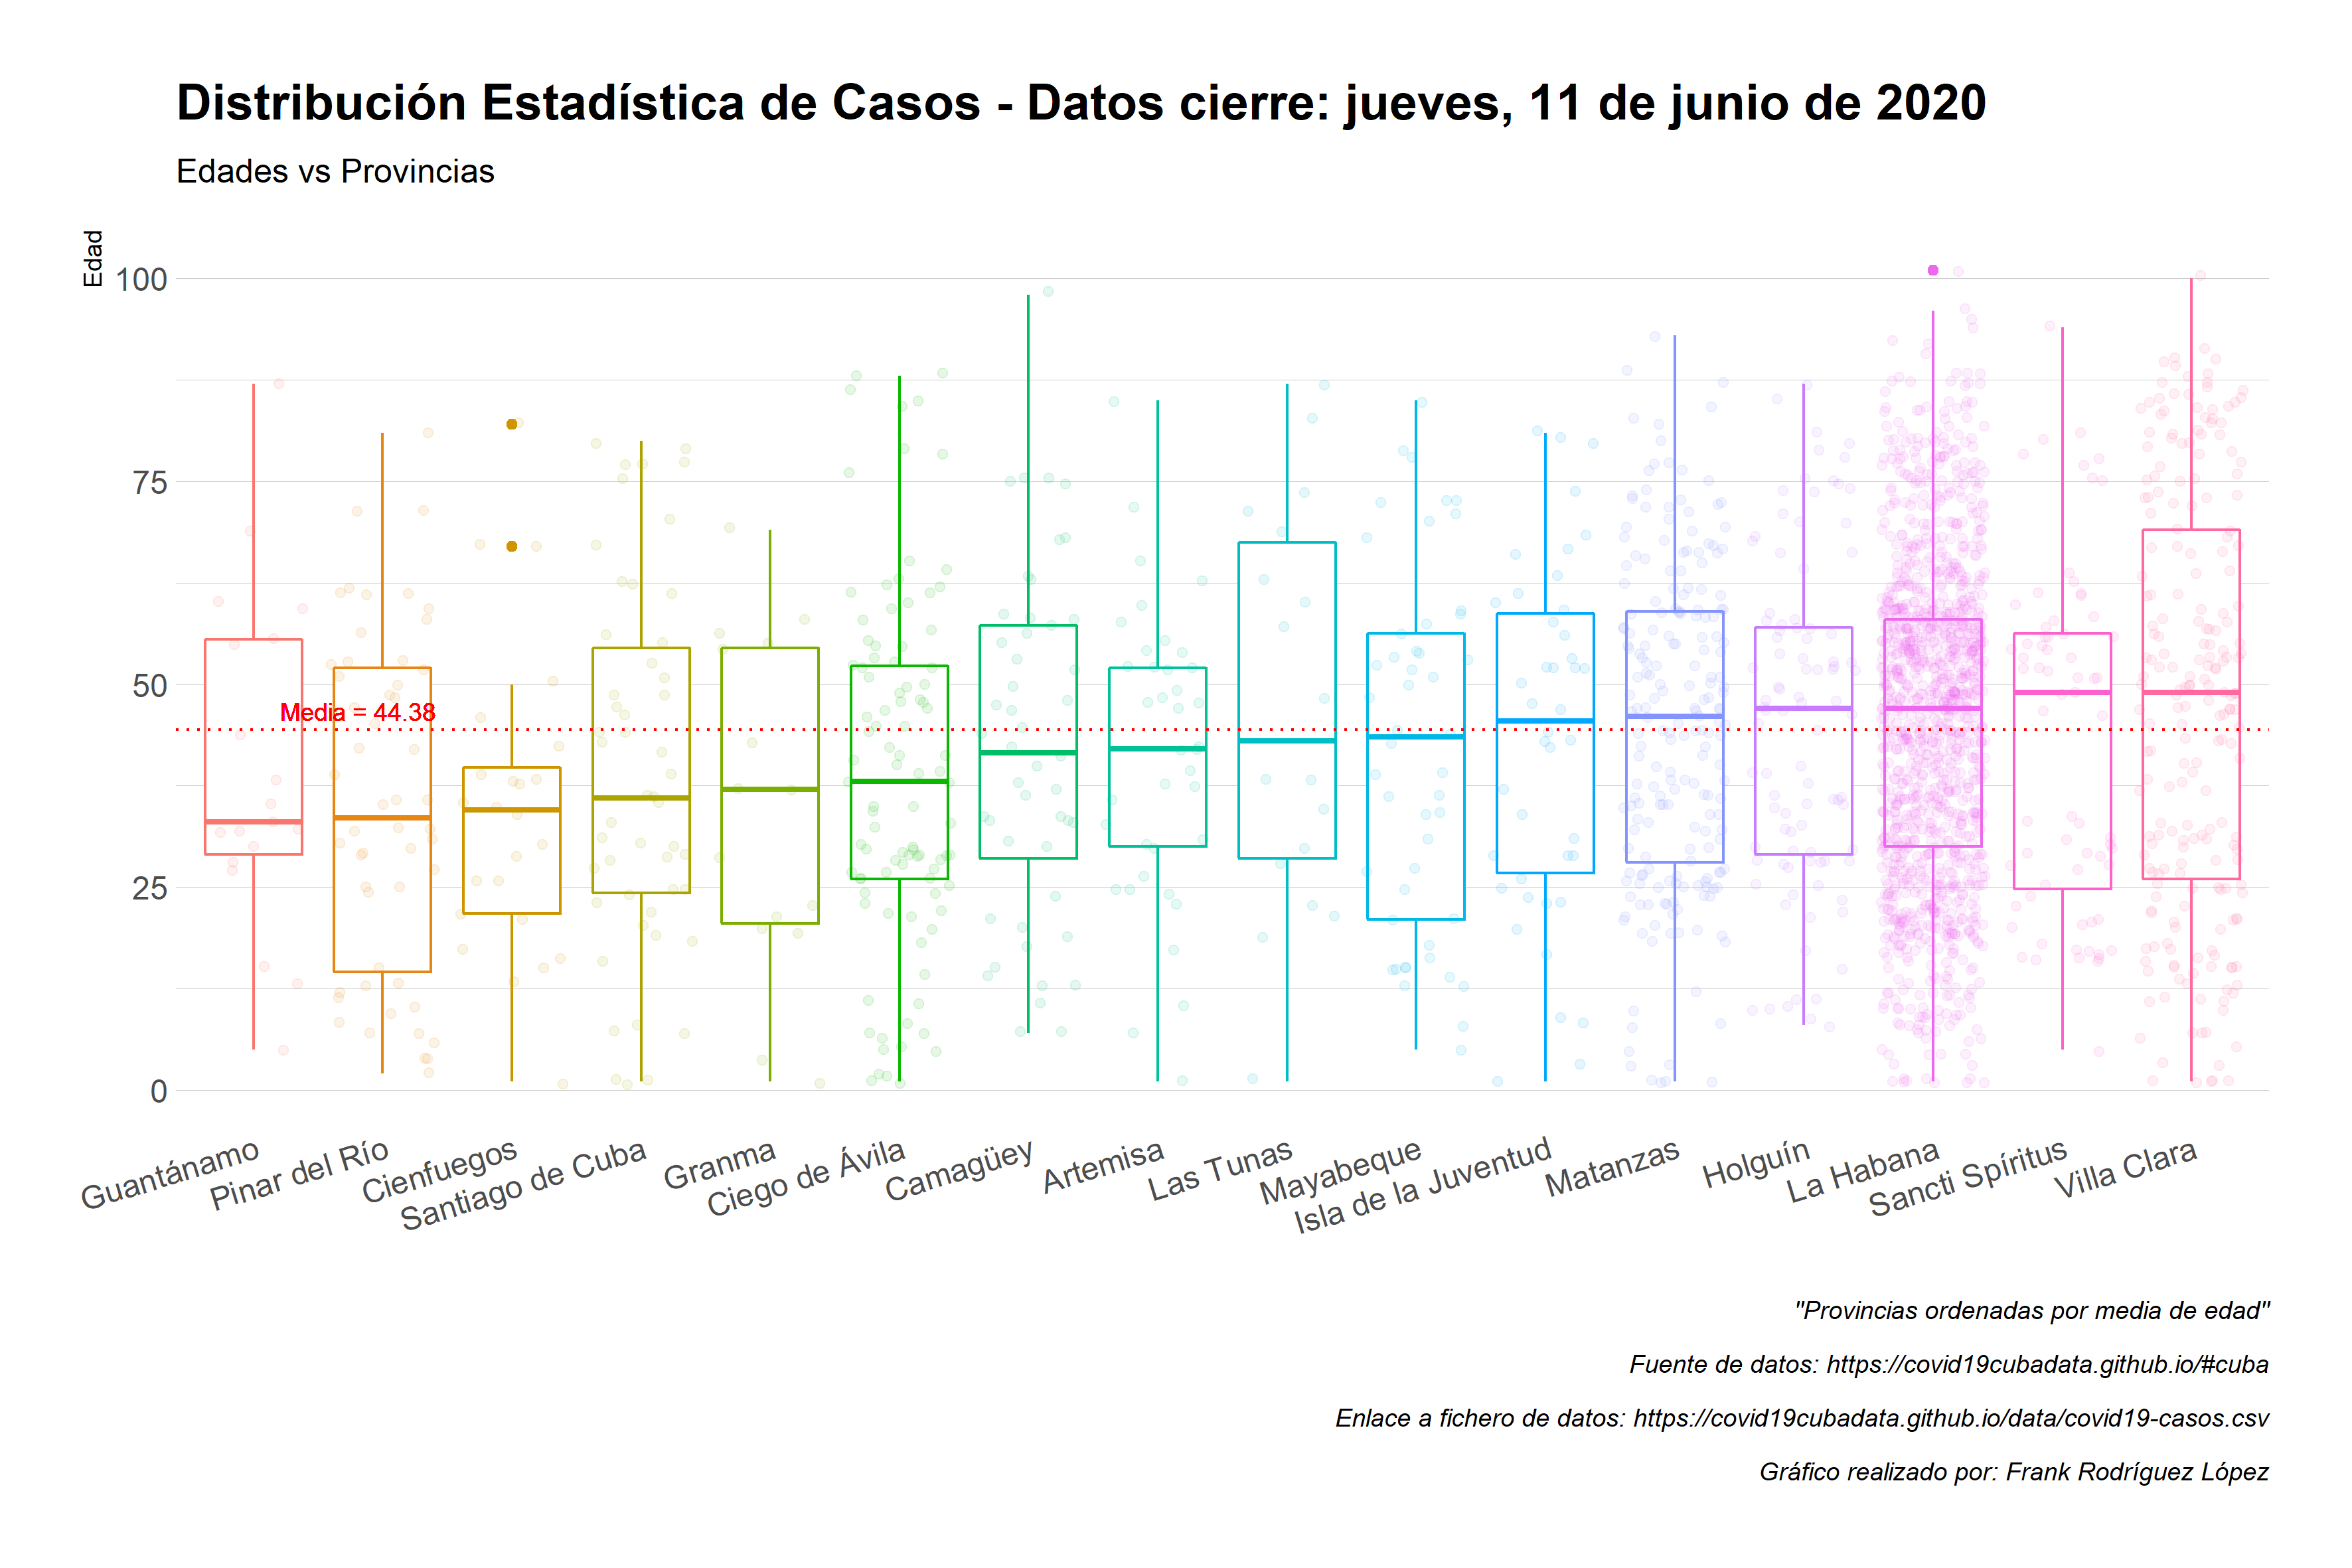 Distribución Estadística de Casos - Datos cierre: jueves, 11 de junio de 2020
Edades vs Provincias
Edad
100
75
50
25
0
Media = 44.38
Guantánamo
Pinar del Río
Cienfuegos
Santiago de Cuba
Granma
Ciego de Ávila
Camagüey
Artemisa
Las Tunas
Mayabeque
Isla de la Juventud
Matanzas
Holguín
La Habana
Sancti Spíritus
Villa Clara
"Provincias ordenadas por media de edad"
Fuente de datos: https://covid19cubadata.github.io/#cuba
Enlace a fichero de datos: https://covid19cubadata.github.io/data/covid19-casos.csv
Gráfico realizado por: Frank Rodríguez López